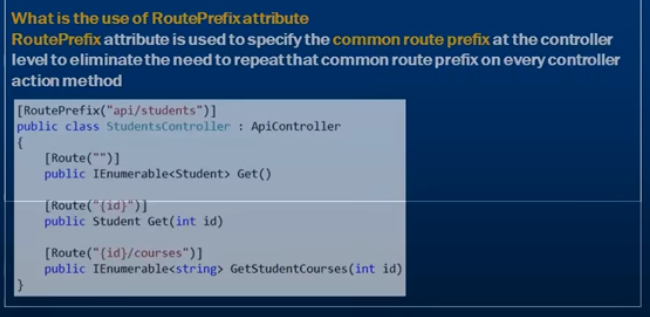 What is the use of RoutePrefix attribute
RoutePrefix attribute is used to specify the common route prefix at the controller
level to eliminate the need to repeat that common route prefix on every controller
action method
[RoutePrefix("api/students")]
public class StudentsController : ApiController
{
[Route("")]
public IEnumerable<Student> Get()
[Route("{id}")]
public Student Get(int id)
[Route("{id}/courses")]
public IEnumerable<string> GetStudentCourses(int id)
}